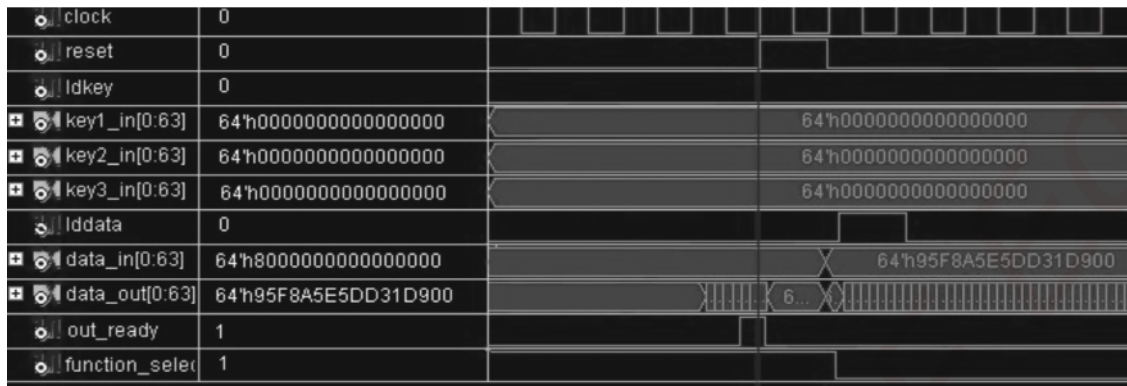 clock 0
reset 0
ldkey 0
key1_in[0:63] 64'h0000000000000000 64'h0000000000000000
key2_in[0:63] 64'h0000000000000000 64'h0000000000000000
key3_in[0:63] 64'h0000000000000000 64'h0000000000000000
lddata 0
data_in[0:63] 64'h8000000000000000 64'h95F8A5E5DD31D900
data_out[0:63] 64'h95F8A5E5DD31D900 6...
out_ready 1
function_selec 1